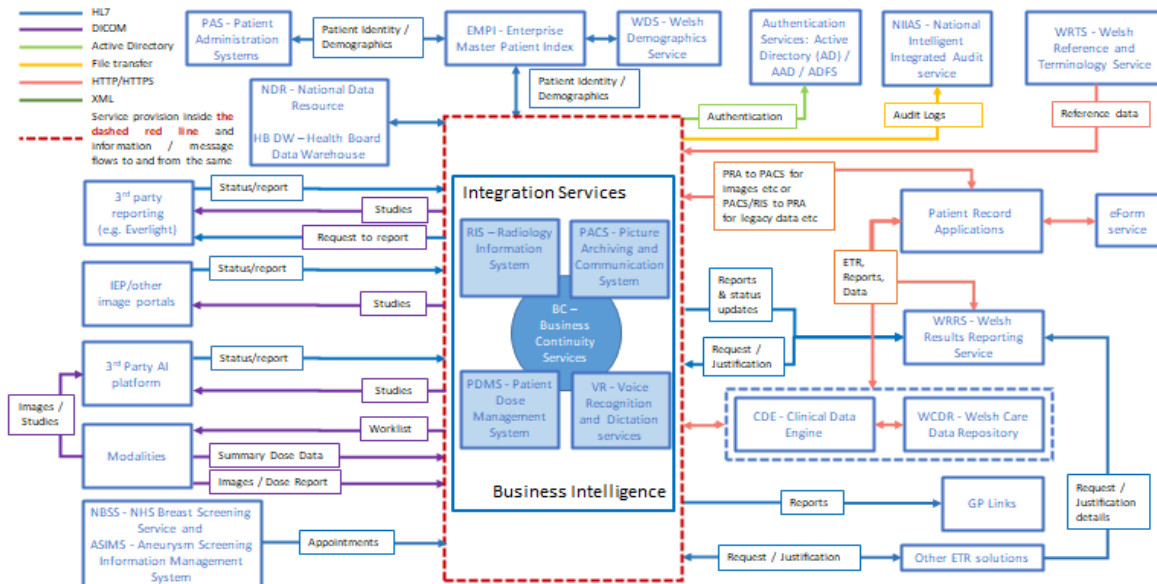 HL7
DICOM
Active Directory
File transfer
HTTP/HTTPS
XML
Service provision inside the
dashed red line and
information / message
flows to and from the same
PAS - Patient
Administration
Systems
Patient Identity /
Demographics
EMPI - Enterprise
Master Patient Index
WDS - Welsh
Demographics
Service
Authentication
Services: Active
Directory (AD) /
AAD / ADFS
NIIAS - National
Intelligent
Integrated Audit
service
WRTS - Welsh
Reference and
Terminology Service
Patient Identity /
Demographics
NDR - National Data
Resource
HB DW – Health Board
Data Warehouse
Authentication
Audit Logs
Reference data
3rd party
reporting
(e.g. Everlight)
Status/report
Studies
Request to report
IEP/other
image portals
Status/report
Studies
3rd Party AI
platform
Status/report
Studies
Images /
Studies
Modalities
Worklist
Summary Dose Data
Images / Dose Report
NBSS - NHS Breast Screening
Service and
ASIMS - Aneurysm Screening
Information Management
System
Appointments
Integration Services
RIS – Radiology
Information
System
PACS - Picture
Archiving and
Communication
System
BC –
Business
Continuity
Services
PDMS - Patient
Dose
Management
System
VR - Voice
Recognition
and Dictation
services
Business Intelligence
PRA to PACS for
images etc or
PACS/RIS to PRA
for legacy data etc
Patient Record
Applications
eForm
service
ETR,
Reports,
Data
Reports
& status
updates
Request /
Justification
WRRS - Welsh
Results Reporting
Service
CDE - Clinical Data
Engine
WCDR - Welsh Care
Data Repository
Reports
GP Links
Request /
Justification
details
Request / Justification
Other ETR solutions